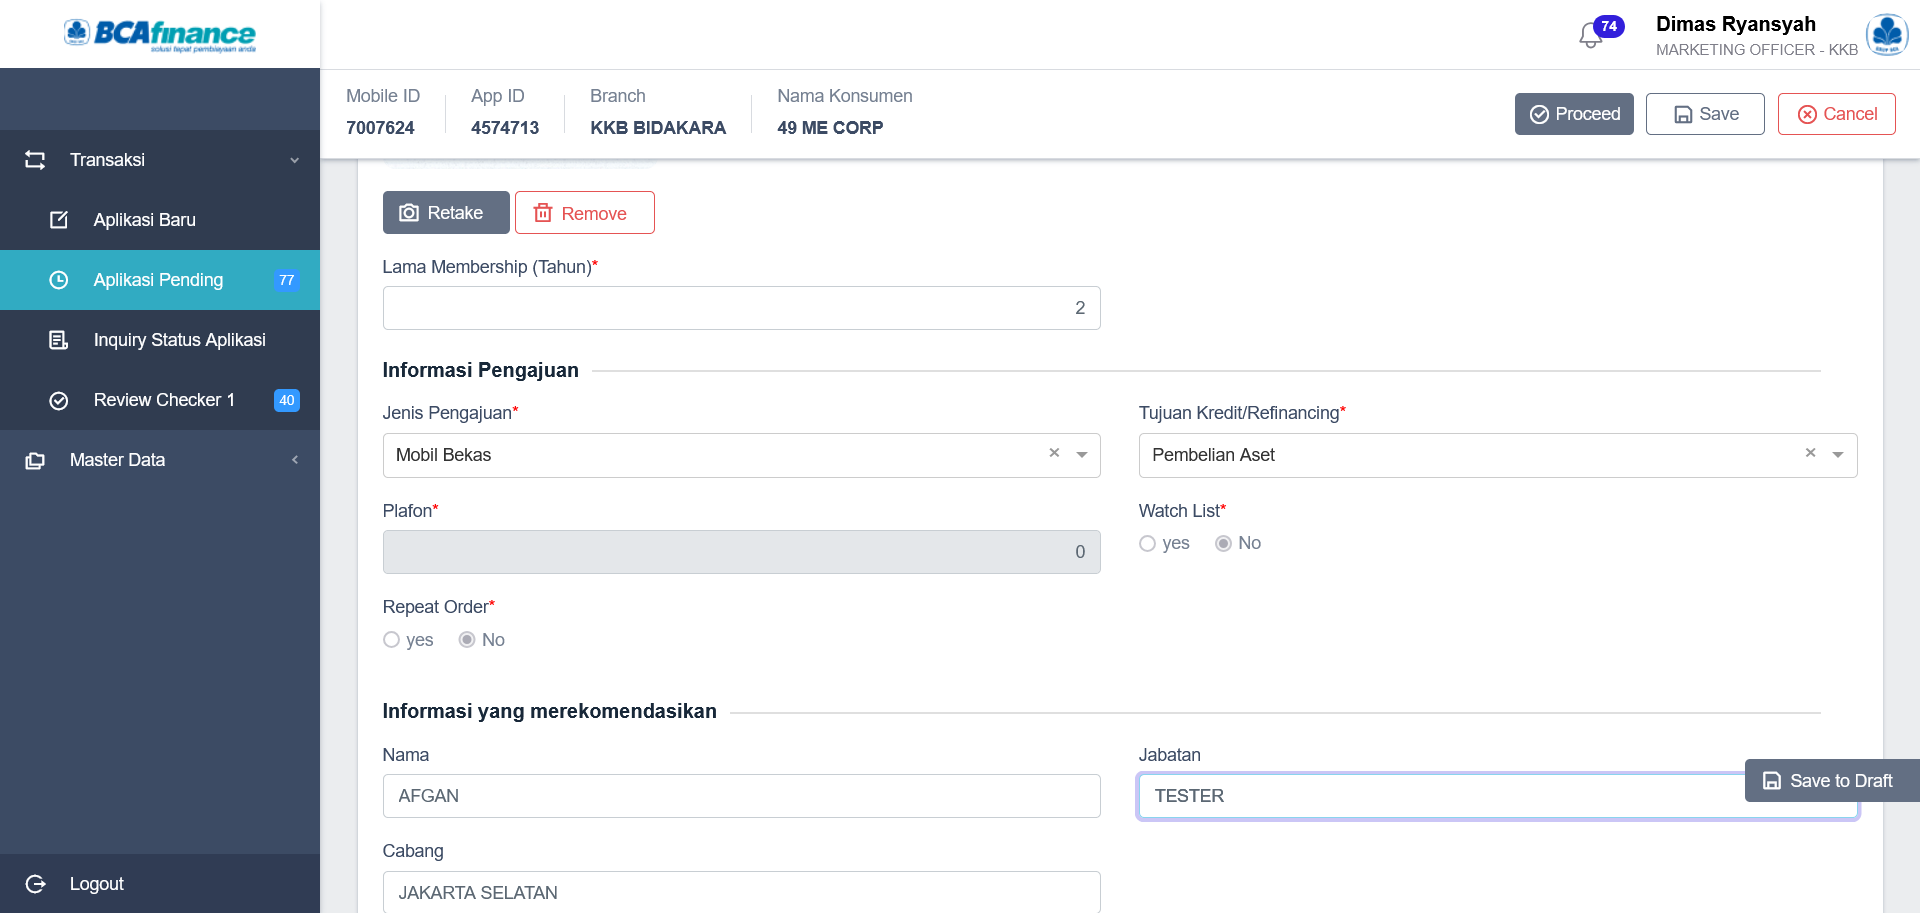 BCAfinance
solusi tepat pembiayaan anda
74
Dimas Ryansyah
MARKETING OFFICER - KKB
Mobile ID
7007624
App ID
4574713
Branch
KKB BIDAKARA
Nama Konsumen
49 ME CORP
Proceed
Save
Cancel
Transaksi
Aplikasi Baru
Aplikasi Pending
77
Inquiry Status Aplikasi
Review Checker 1
40
Master Data
Logout
Retake
Remove
Lama Membership (Tahun)*
2
Informasi Pengajuan
Jenis Pengajuan*
Mobil Bekas
Tujuan Kredit/Refinancing*
Pembelian Aset
Plafon*
0
Watch List*
yes
No
Repeat Order*
yes
No
Informasi yang merekomendasikan
Nama
AFGAN
Jabatan
TESTER
Save to Draft
Cabang
JAKARTA SELATAN